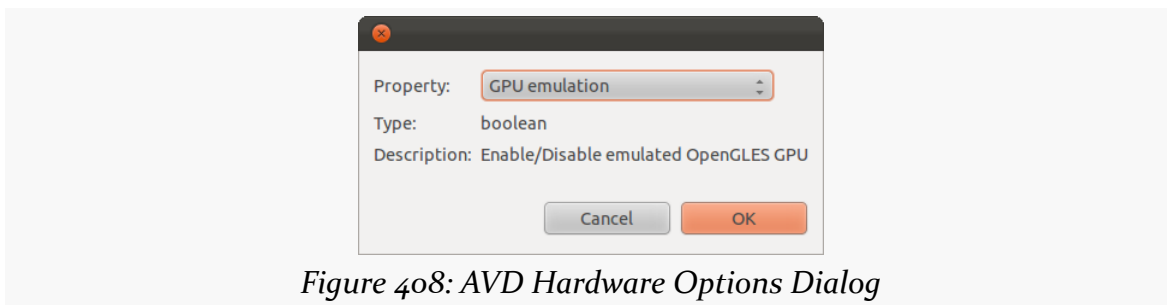 Property: GPU emulation
Type: boolean
Description: Enable/Disable emulated OpenGLES GPU
Cancel OK
Figure 408: AVD Hardware Options Dialog